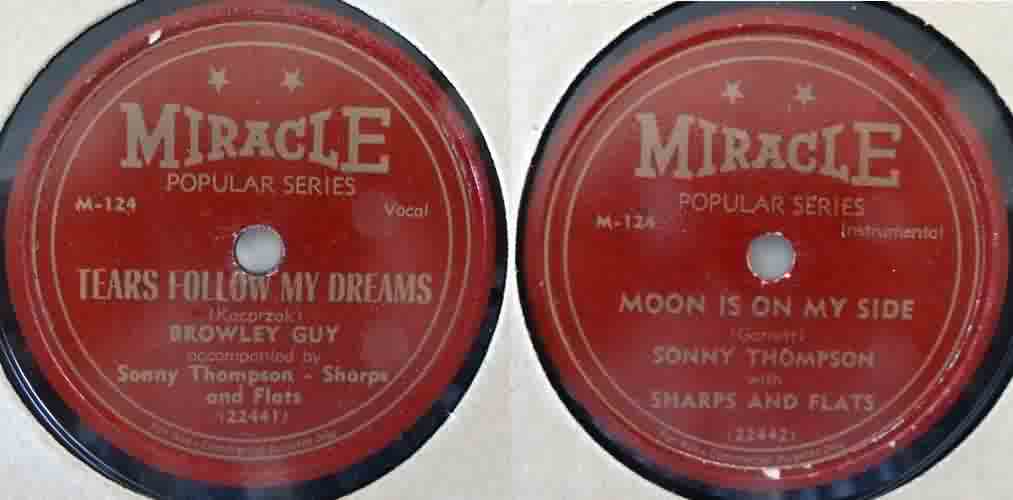 MIRACLE
POPULAR SERIES
M-124
Vocal
TEARS FOLLOW MY DREAMS
(Kacprzak)
BROWLEY GUY
accompanied by
Sonny Thompson - Sharps
and Flats
(22441)
MIRACLE
POPULAR SERIES
M-124
Instrumental
MOON IS ON MY SIDE
SONNY THOMPSON
with
SHARPS AND FLATS
(22442)